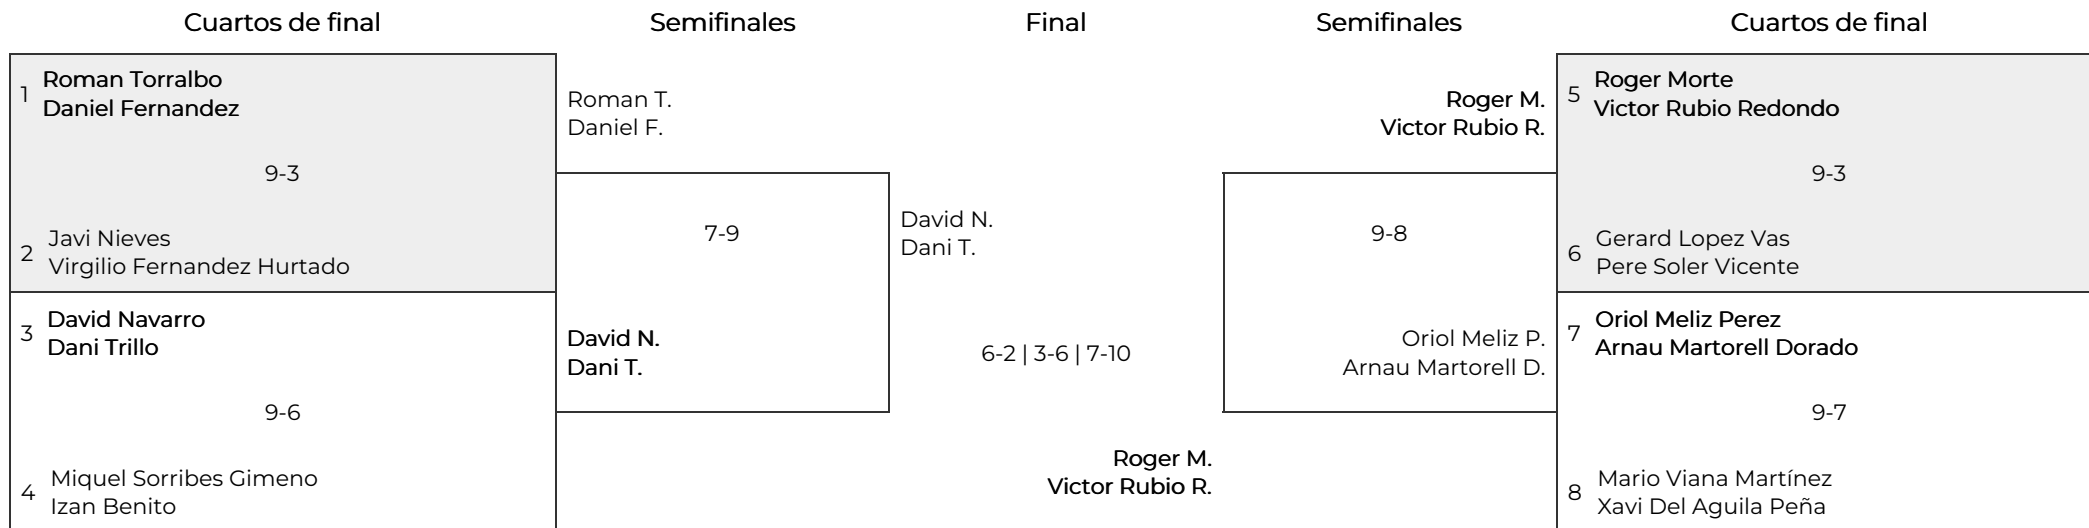 Cuartos de final
Semifinales
Final
Semifinales
Cuartos de final
1
Roman Torralbo
Daniel Fernandez
9-3
2
Javi Nieves
Virgilio Fernandez Hurtado
3
David Navarro
Dani Trillo
9-6
4
Miquel Sorribes Gimeno
Izan Benito
Roman T.
Daniel F.
7-9
David N.
Dani T.
David N.
Dani T.
6-2 | 3-6 | 7-10
Roger M.
Victor Rubio R.
Roger M.
Victor Rubio R.
9-8
Oriol Meliz P.
Arnau Martorell D.
5
Roger Morte
Victor Rubio Redondo
9-3
6
Gerard Lopez Vas
Pere Soler Vicente
7
Oriol Meliz Perez
Arnau Martorell Dorado
9-7
8
Mario Viana Martínez
Xavi Del Aguila Peña